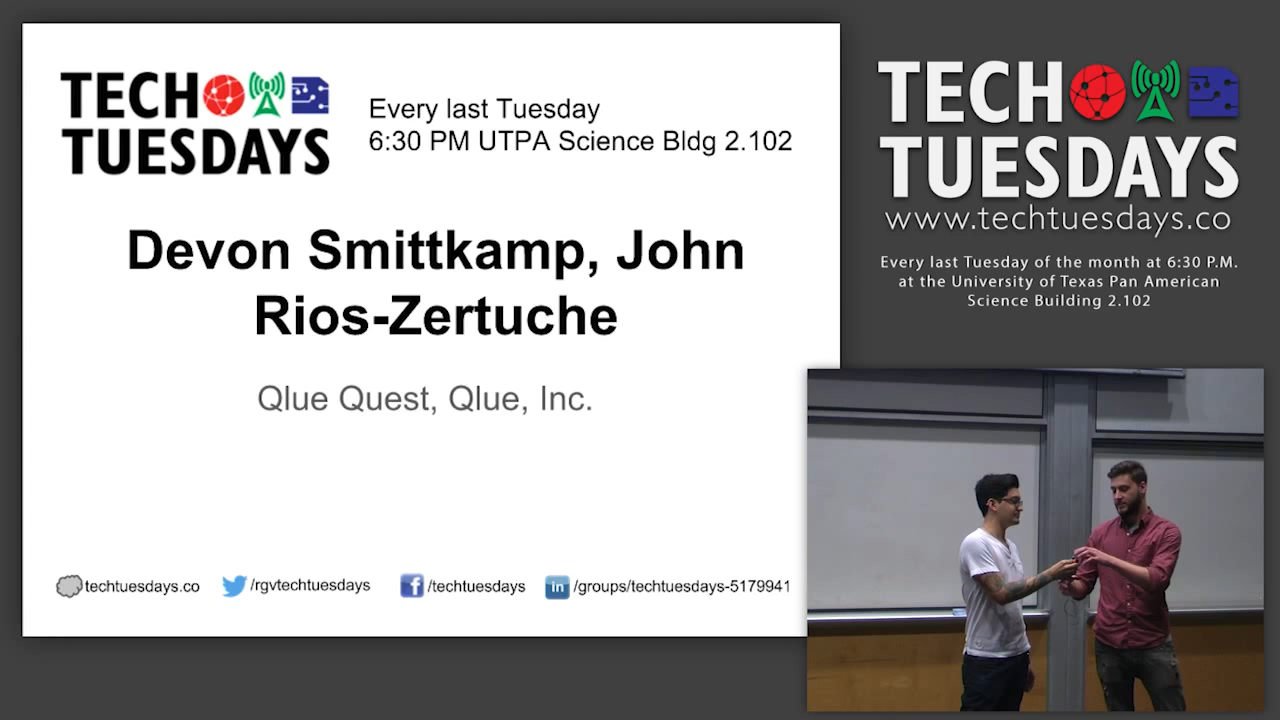 TECH
TUESDAYS
Every last Tuesday
6:30 PM UTPA Science Bldg 2.102
Devon Smittkamp, John
Rios-Zertuche
Qlue Quest, Qlue, Inc.
techtuesdays.co
/rgvtechtuesdays
f /techtuesdays
in /groups/techtuesdays-5179941
TECH
TUESDAYS
www.techtuesdays.co
Every last Tuesday of the month at 6:30 P.M.
at the University of Texas Pan American
Science Building 2.102